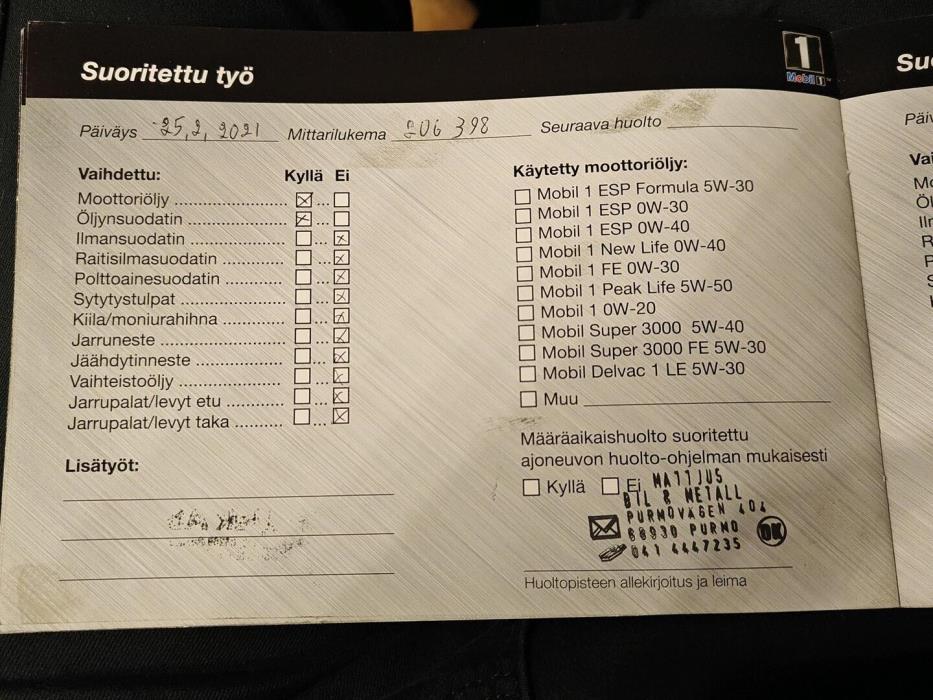 Suoritettu työ
1
Mobil 1
Päiväys 25,2,2021 Mittarilukema 206 398 Seuraava huolto
Vaihdettu: Kyllä Ei
Moottoriöljy
Öljynsuodatin
Ilmansuodatin
Raitisilmasuodatin
Polttoainesuodatin
Sytytystulpat
Kiila/moniurahihna
Jarruneste
Jäähdytinneste
Vaihteistoöljy
Jarrupalat/levyt etu
Jarrupalat/levyt taka
Lisätyöt:
Käytetty moottoriöljy:
Mobil 1 ESP Formula 5W-30
Mobil 1 ESP 0W-30
Mobil 1 ESP 0W-40
Mobil 1 New Life 0W-40
Mobil 1 FE 0W-30
Mobil 1 Peak Life 5W-50
Mobil 1 0W-20
Mobil Super 3000 5W-40
Mobil Super 3000 FE 5W-30
Mobil Delvac 1 LE 5W-30
Muu
Määräaikaishuolto suoritettu
ajoneuvon huolto-ohjelman mukaisesti
Kyllä Ei
MATTJUS
BIL & METALL
PURMOVÄGEN 404
68930 PURMO
041 4447235
OK
Huoltopisteen allekirjoitus ja leima